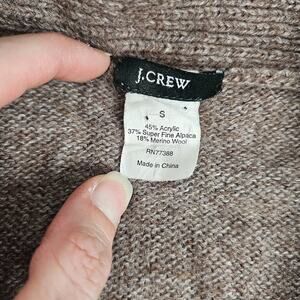 J.CREW
S
45% Acrylic
37% Super Fine Alpaca
18% Merino Wool
RN77388
Made in China